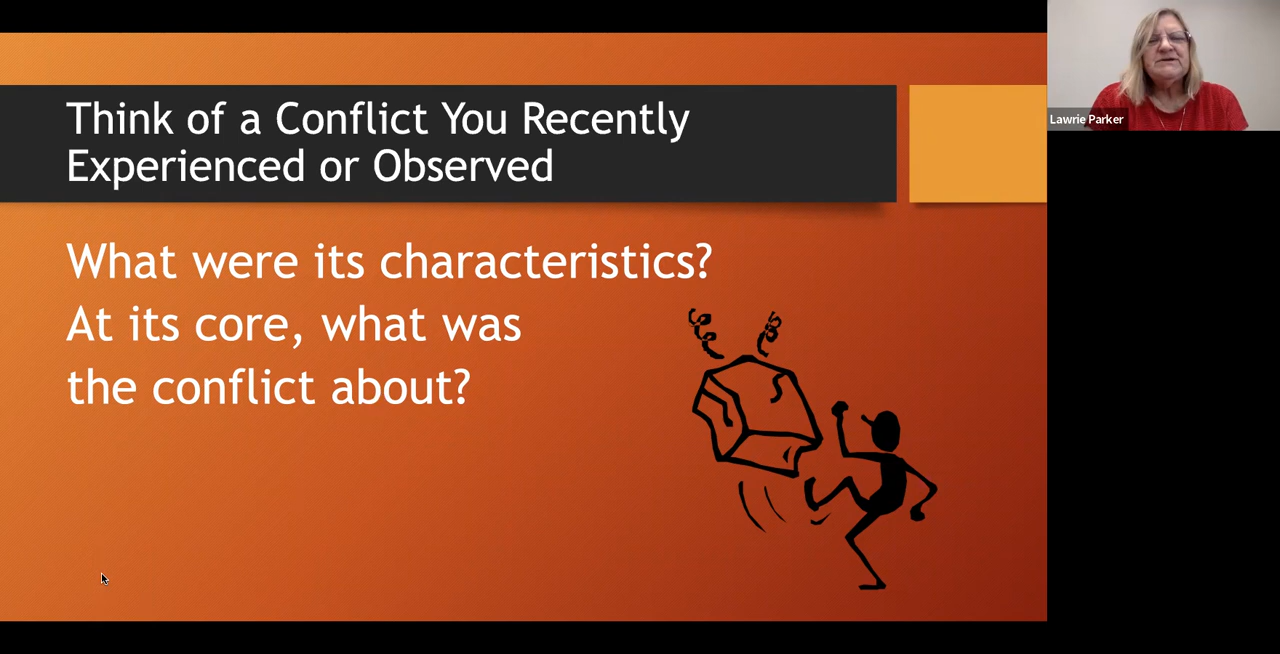 Think of a Conflict You Recently
Experienced or Observed
What were its characteristics?
At its core, what was
the conflict about?
Lawrie Parker